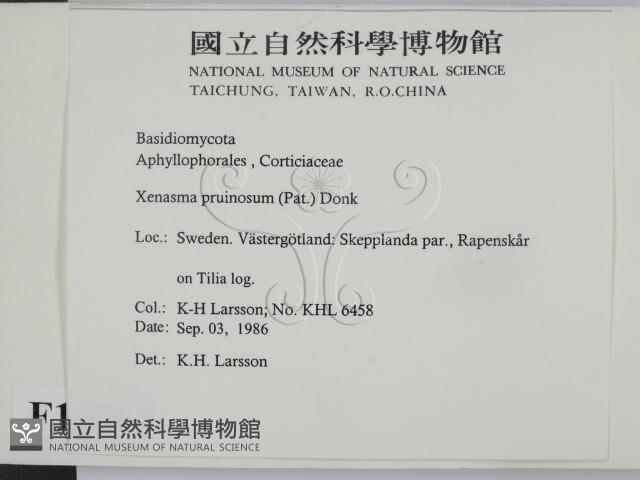 國立自然科學博物館
NATIONAL MUSEUM OF NATURAL SCIENCE
TAICHUNG, TAIWAN, R.O.CHINA
Basidiomycota
Aphyllophorales , Corticiaceae
Xenasma pruinosum (Pat.) Donk
Loc.: Sweden. Västergötland: Skepplanda par., Rapenskår
on Tilia log.
Col.: K-H Larsson; No. KHL 6458
Date: Sep. 03, 1986
Det.: K.H. Larsson
國立自然科學博物館
NATIONAL MUSEUM OF NATURAL SCIENCE